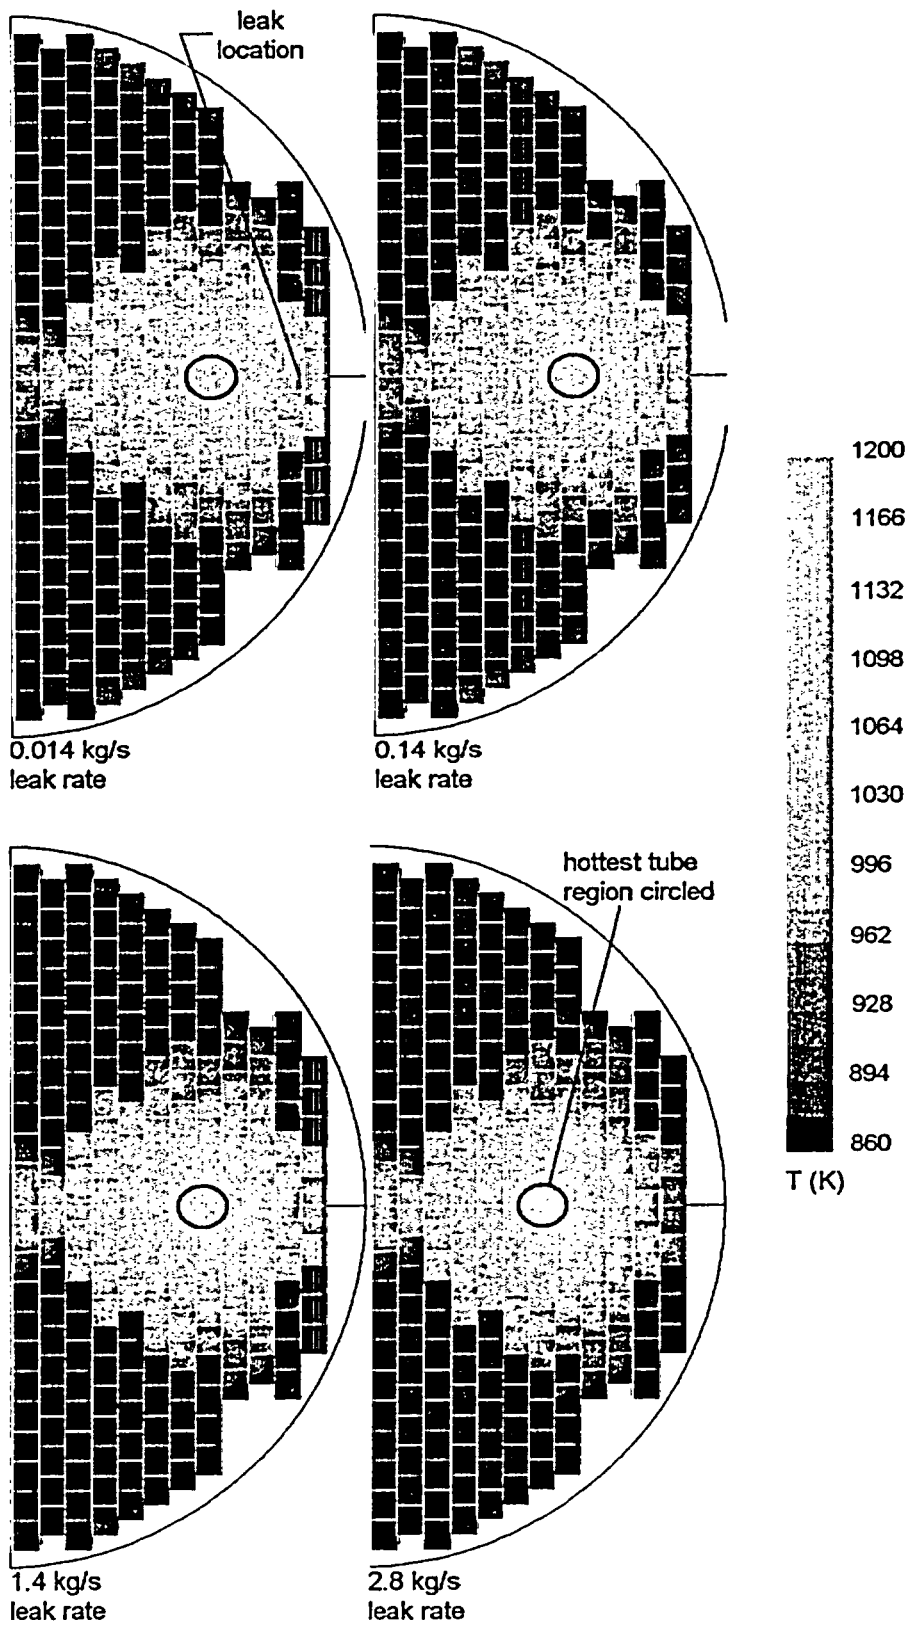 leak
location
0.014 kg/s
leak rate
0.14 kg/s
leak rate
1200
1166
1132
1098
1064
1030
996
962
928
894
860
T (K)
hottest tube
region circled
1.4 kg/s
leak rate
2.8 kg/s
leak rate